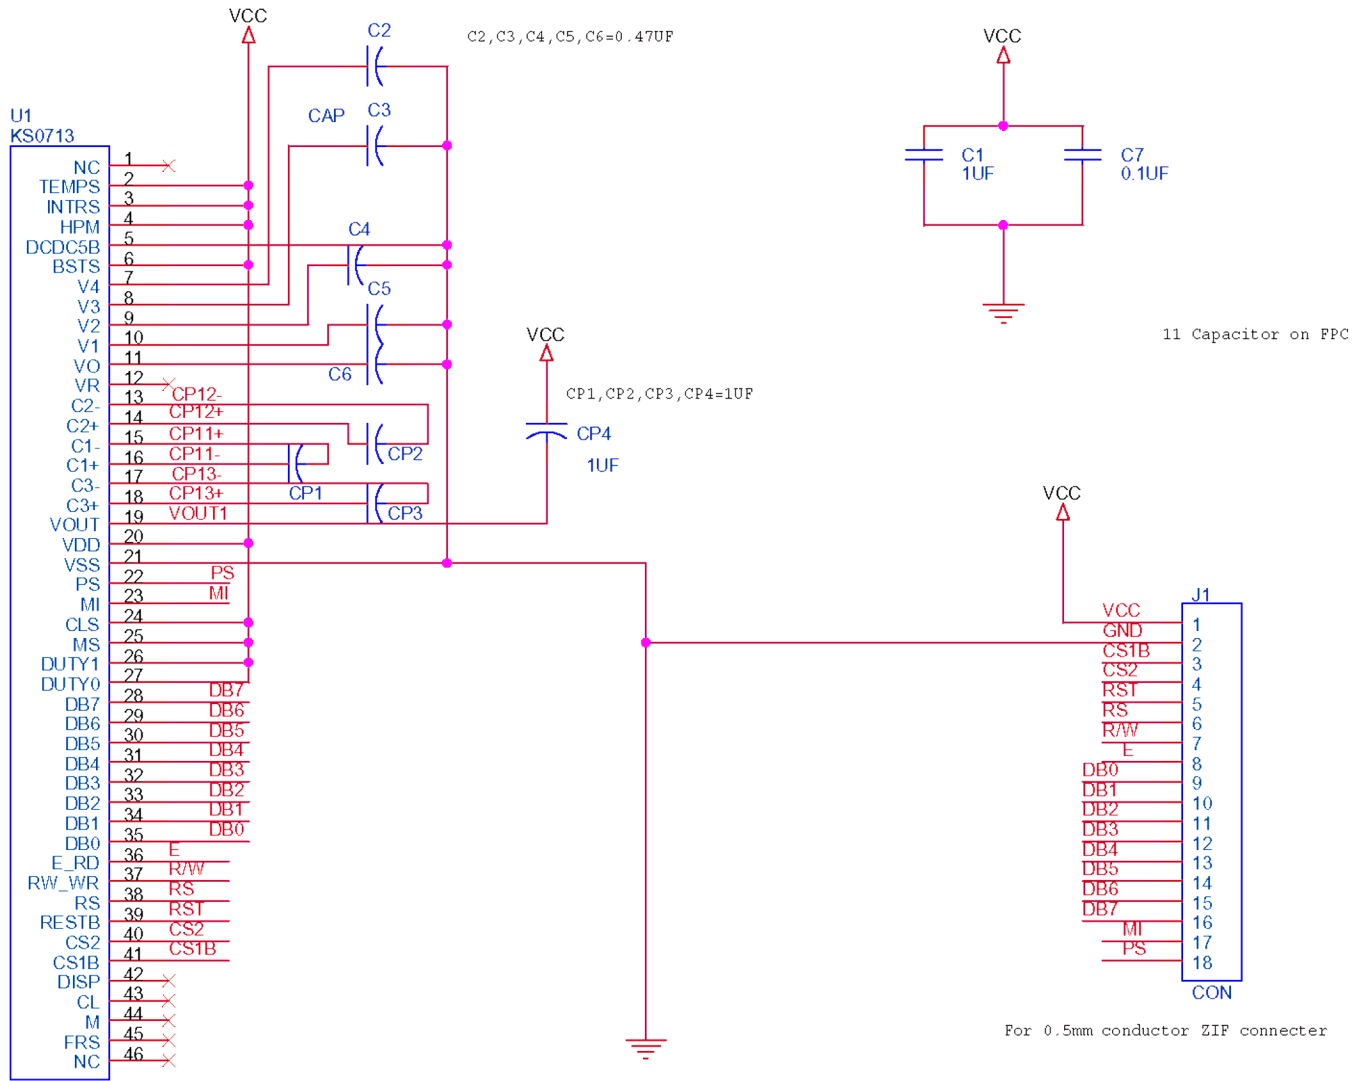 VCC
C2
C2,C3,C4,C5,C6=0.47UF
VCC
CAP
C3
U1
KS0713
C1
1UF
C7
0.1UF
NC 1
TEMPS 2
INTRS 3
HPM 4
DCDC5B 5
BSTS 6
V4 7
V3 8
V2 9
V1 10
VO 11
VR 12
C2- 13 CP12-
C2+ 14 CP12+
C1- 15 CP11+
C1+ 16 CP11-
C3- 17 CP13-
C3+ 18 CP13+
VOUT 19 VOUT1
VDD 20
VSS 21
PS 22 PS
MI 23 MI
CLS 24
MS 25
DUTY1 26
DUTY0 27
DB7 28 DB7
DB6 29 DB6
DB5 30 DB5
DB4 31 DB4
DB3 32 DB3
DB2 33 DB2
DB1 34 DB1
DB0 35 DB0
E_RD 36 E
RW_WR 37 R/W
RS 38 RS
RESTB 39 RST
CS2 40 CS2
CS1B 41 CS1B
DISP 42
CL 43
M 44
FRS 45
NC 46
C4
C5
C6
CP2
CP1
CP3
VCC
CP1,CP2,CP3,CP4=1UF
CP4
1UF
11 Capacitor on FPC
VCC
J1
VCC 1
GND 2
CS1B 3
CS2 4
RST 5
RS 6
R/W 7
E 8
DB0 9
DB1 10
DB2 11
DB3 12
DB4 13
DB5 14
DB6 15
DB7 16
MI 17
PS 18
CON
For 0.5mm conductor ZIF connecter